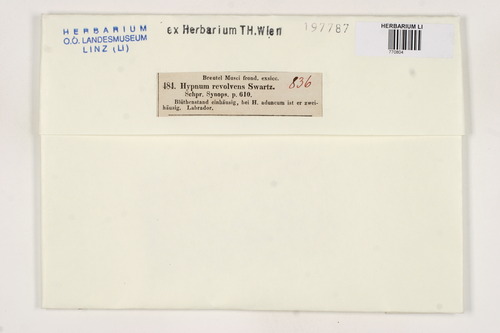 HERBARIUM
O.Ö. LANDESMUSEUM
LINZ (LI)
ex Herbarium TH.Wien
197787
HERBARIUM LI
770804
Breutel Musci frond. exsicc.
484. Hypnum revolvens Swartz.
836
Schpr. Synops. p. 610.
Blüthenstand einhäusig, bei H. aduncum ist er zwei-
häusig. Labrador.